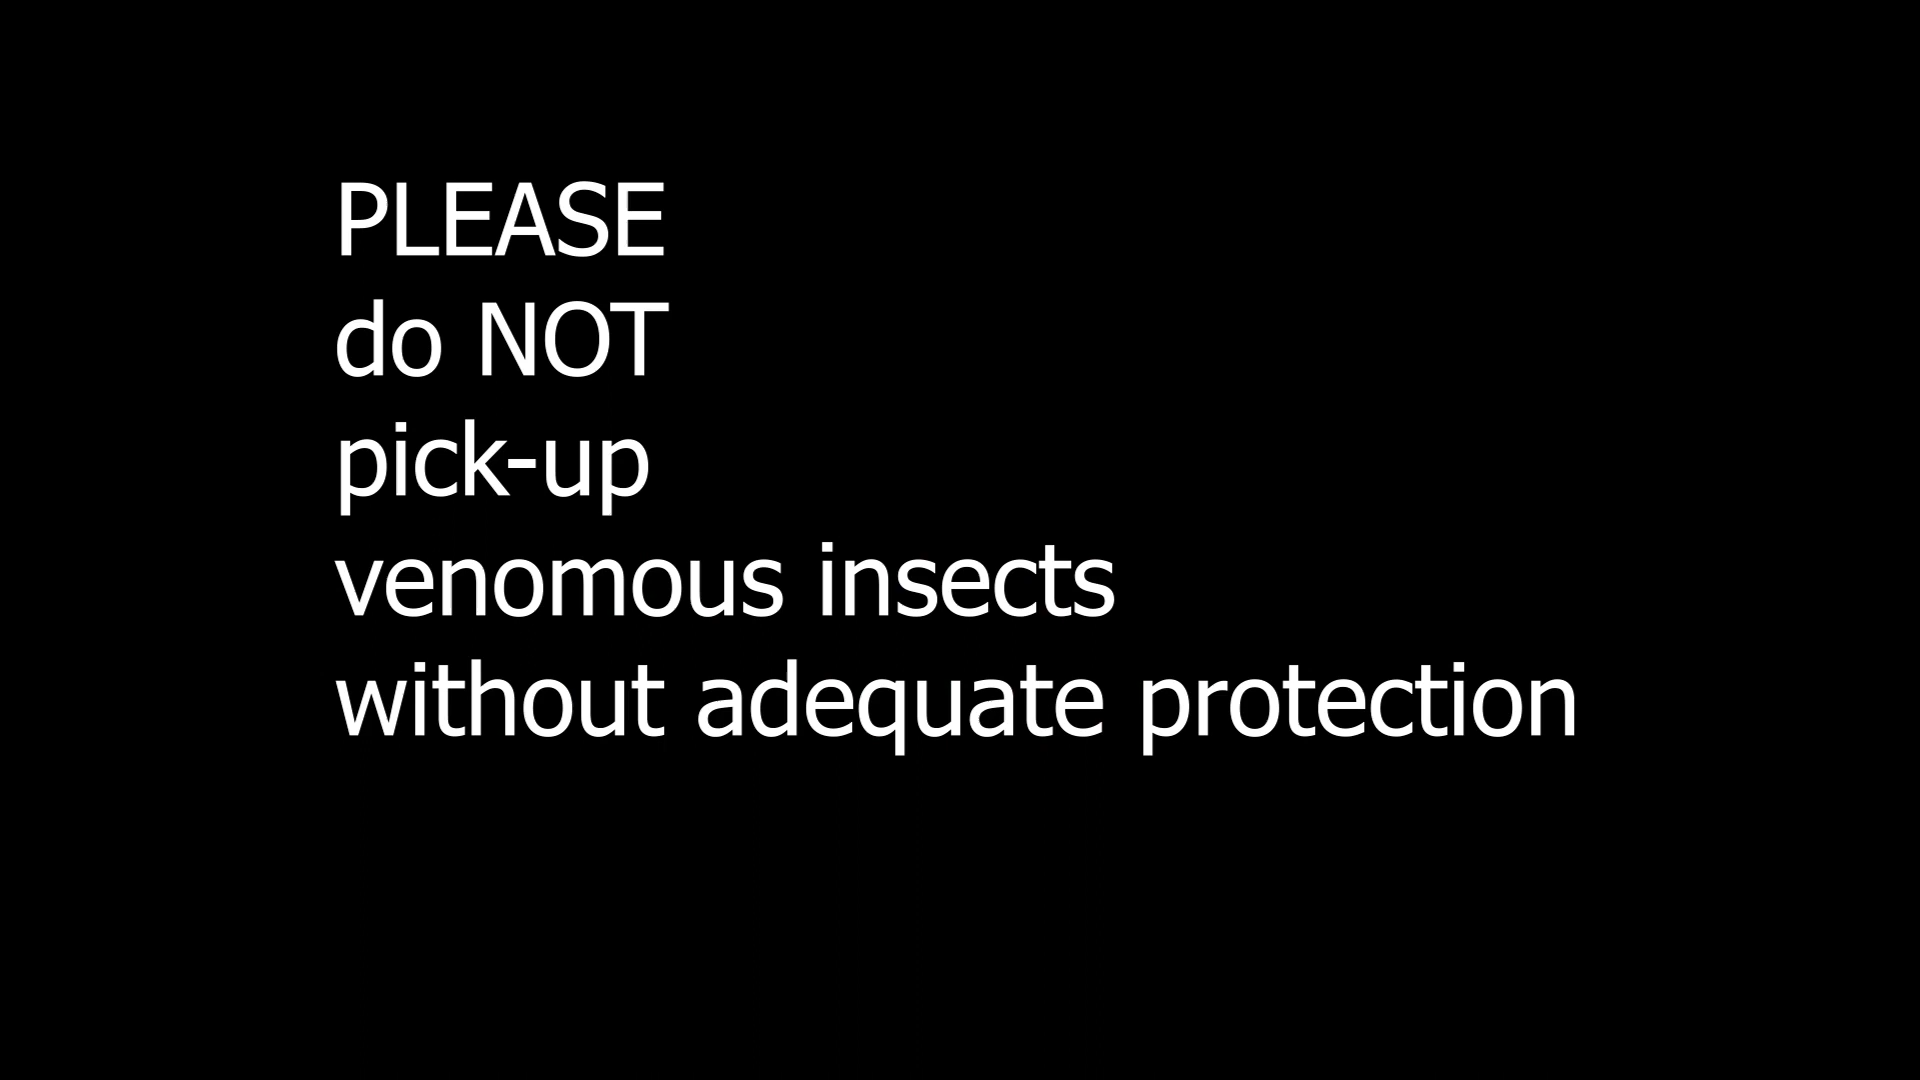 PLEASE
do NOT
pick-up
venomous insects
without adequate protection